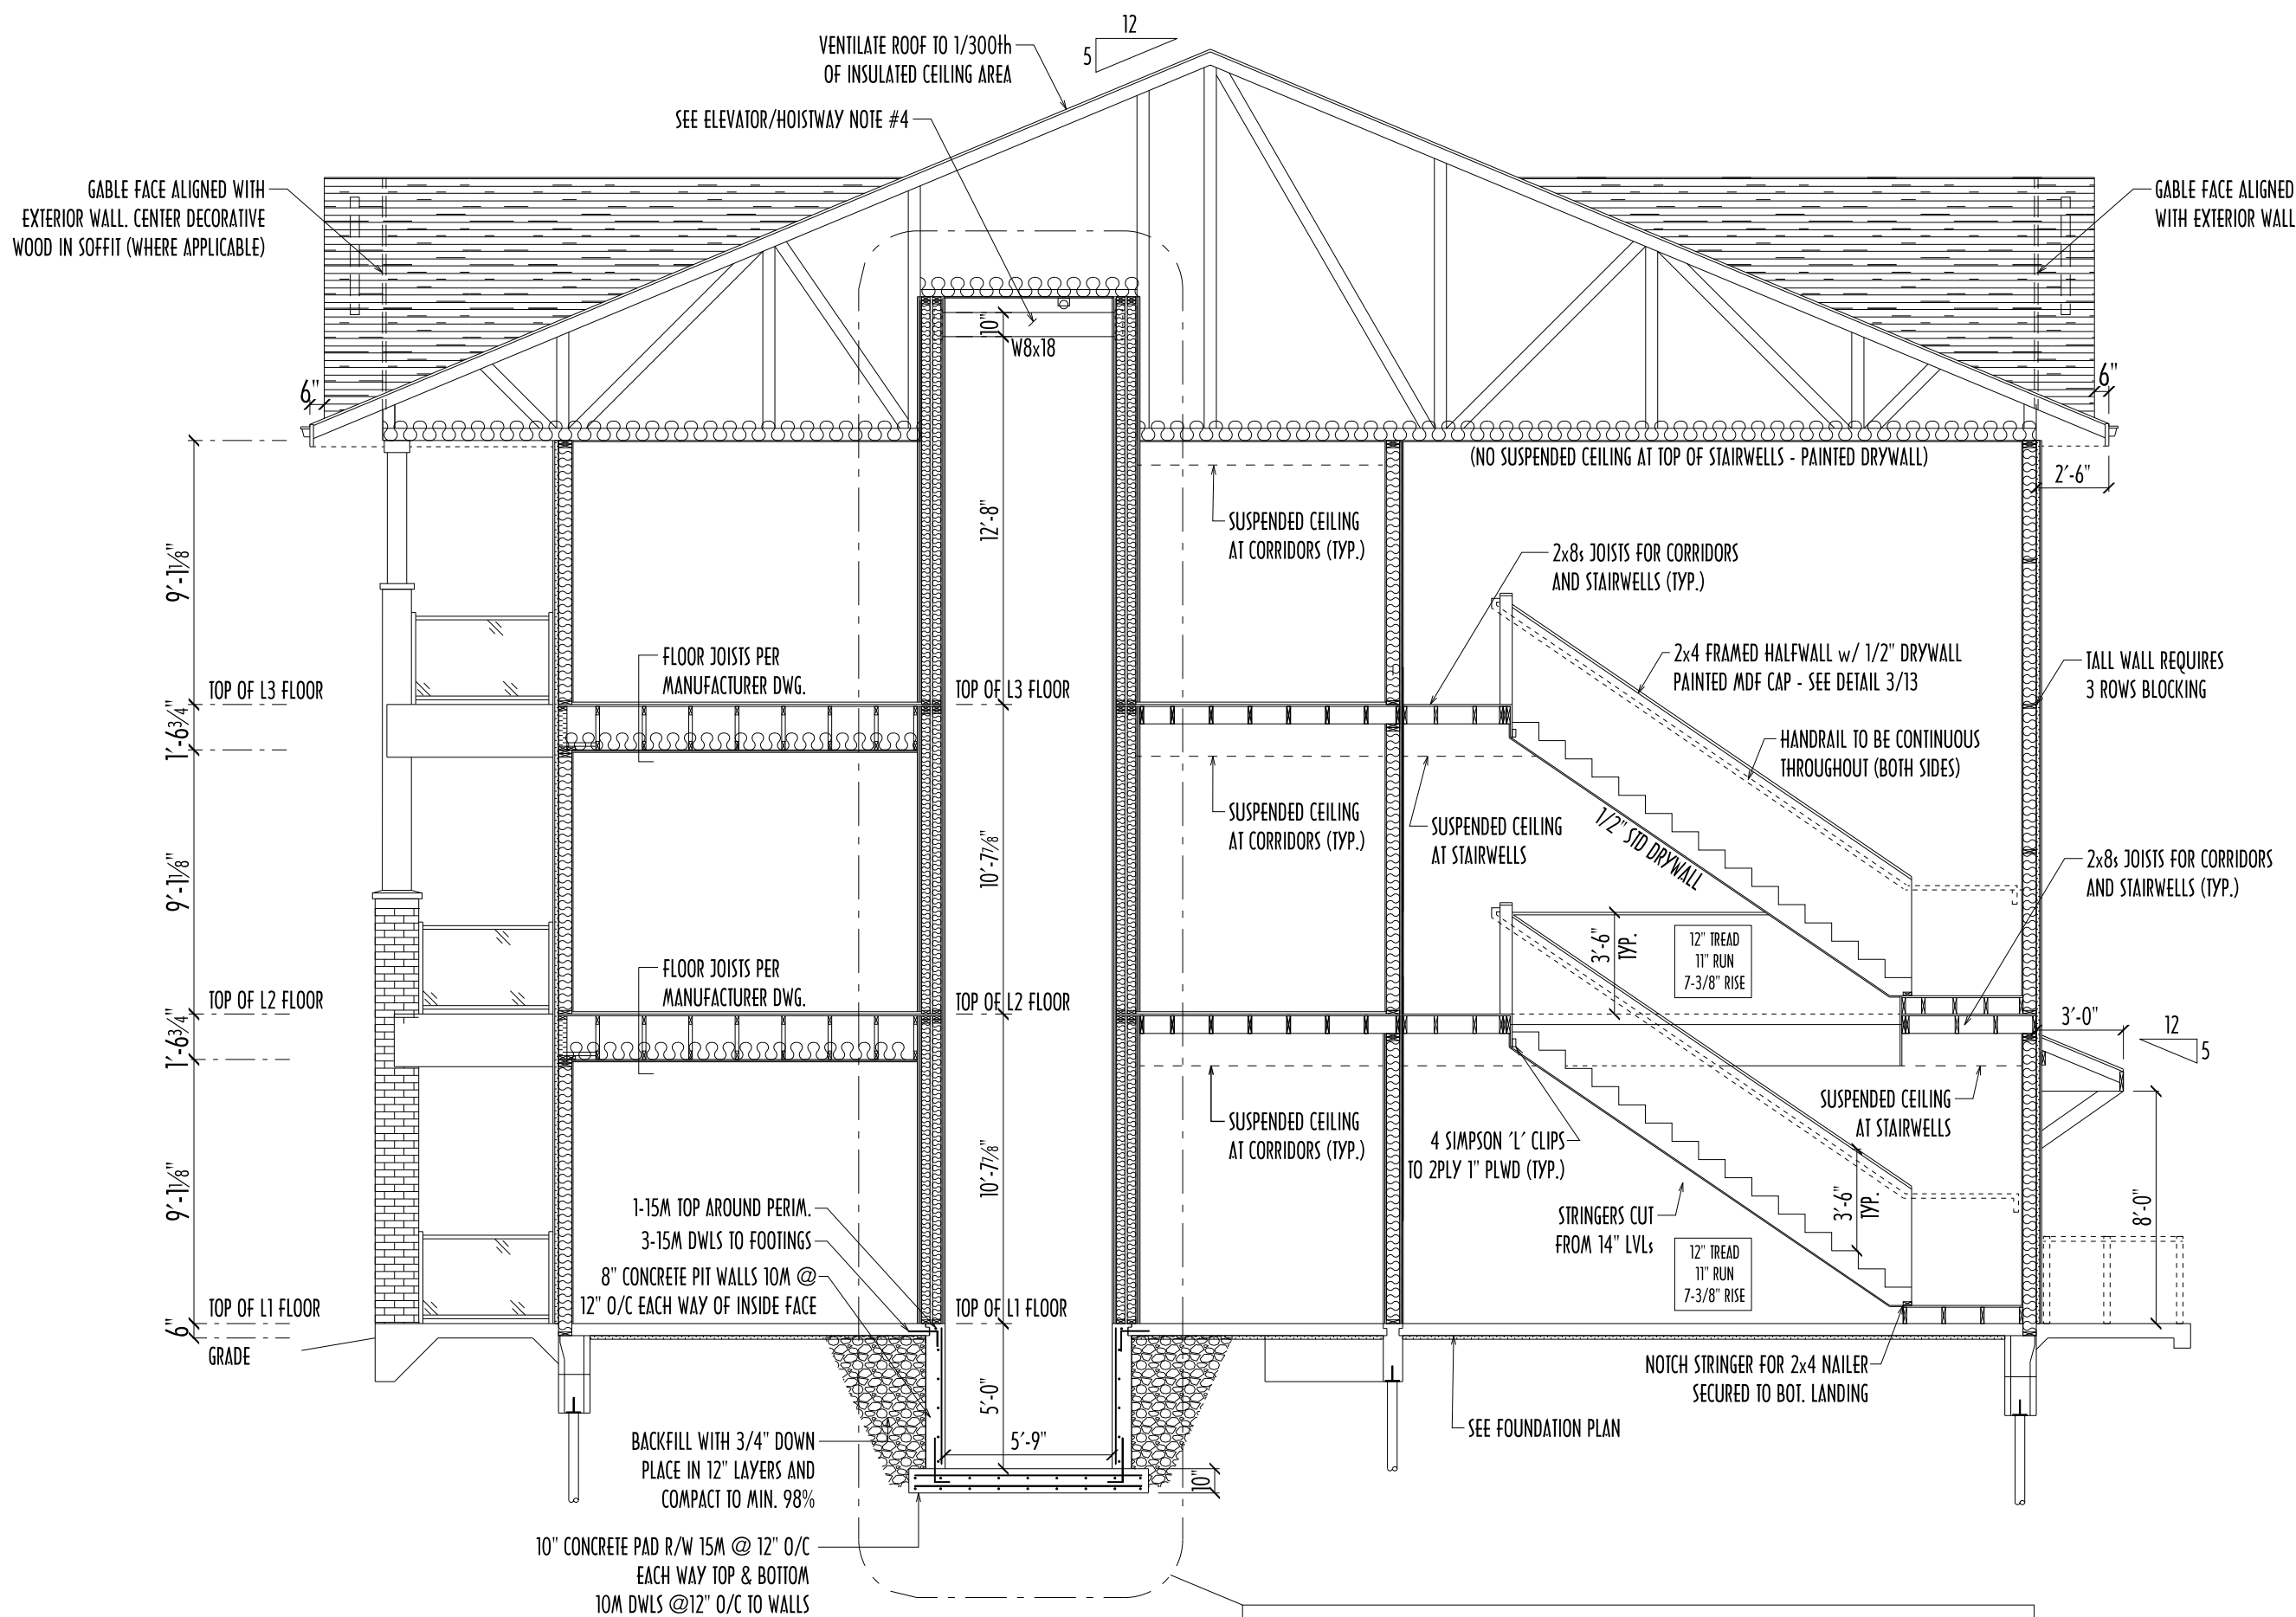 12
5
VENTILATE ROOF TO 1/300th
OF INSULATED CEILING AREA
SEE ELEVATOR/HOISTWAY NOTE #4
GABLE FACE ALIGNED WITH
EXTERIOR WALL. CENTER DECORATIVE
WOOD IN SOFFIT (WHERE APPLICABLE)
GABLE FACE ALIGNED
WITH EXTERIOR WALL
10"
W8x18
6"
6"
(NO SUSPENDED CEILING AT TOP OF STAIRWELLS - PAINTED DRYWALL)
2'-6"
12'-8"
SUSPENDED CEILING
AT CORRIDORS (TYP.)
2x8s JOISTS FOR CORRIDORS
AND STAIRWELLS (TYP.)
9'-1 1/8"
FLOOR JOISTS PER
MANUFACTURER DWG.
2x4 FRAMED HALFWALL w/ 1/2" DRYWALL
PAINTED MDF CAP - SEE DETAIL 3/13
TALL WALL REQUIRES
3 ROWS BLOCKING
TOP OF L3 FLOOR
TOP OF L3 FLOOR
1'-6 3/4"
HANDRAIL TO BE CONTINUOUS
THROUGHOUT (BOTH SIDES)
SUSPENDED CEILING
AT CORRIDORS (TYP.)
SUSPENDED CEILING
AT STAIRWELLS
1/2" STD DRYWALL
9'-1 1/8"
10'-7 7/8"
2x8s JOISTS FOR CORRIDORS
AND STAIRWELLS (TYP.)
3'-6"
TYP.
12" TREAD
11" RUN
7-3/8" RISE
FLOOR JOISTS PER
MANUFACTURER DWG.
TOP OF L2 FLOOR
TOP OF L2 FLOOR
1'-6 3/4"
3'-0"
12
5
SUSPENDED CEILING
AT STAIRWELLS
SUSPENDED CEILING
AT CORRIDORS (TYP.)
4 SIMPSON 'L' CLIPS
TO 2PLY 1" PLWD (TYP.)
9'-1 1/8"
10'-7 7/8"
3'-6"
TYP.
8'-0"
STRINGERS CUT
FROM 14" LVLs
12" TREAD
11" RUN
7-3/8" RISE
1-15M TOP AROUND PERIM.
3-15M DWLS TO FOOTINGS
8" CONCRETE PIT WALLS 10M @
12" O/C EACH WAY OF INSIDE FACE
TOP OF L1 FLOOR
TOP OF L1 FLOOR
6"
GRADE
NOTCH STRINGER FOR 2x4 NAILER
SECURED TO BOT. LANDING
5'-0"
SEE FOUNDATION PLAN
BACKFILL WITH 3/4" DOWN
PLACE IN 12" LAYERS AND
COMPACT TO MIN. 98%
5'-9"
10"
10" CONCRETE PAD R/W 15M @ 12" O/C
EACH WAY TOP & BOTTOM
10M DWLS @12" O/C TO WALLS